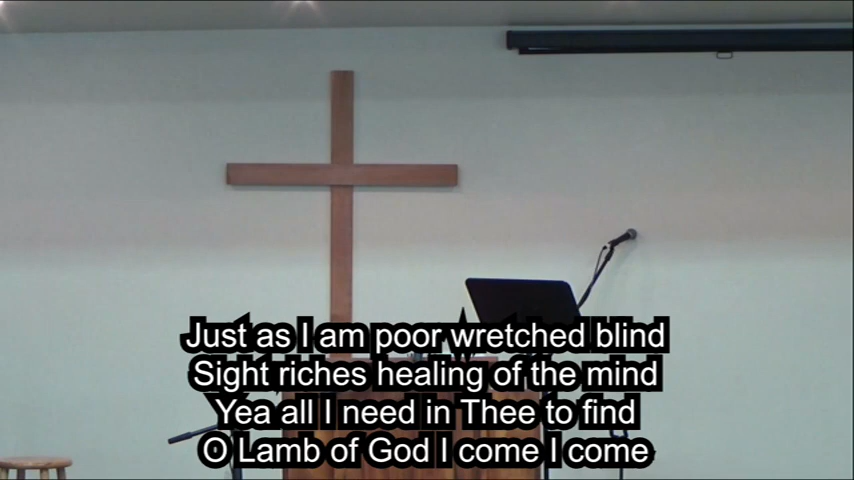 Just as I am poor wretched blind
Sight riches healing of the mind
Yea all I need in Thee to find
O Lamb of God I come I come